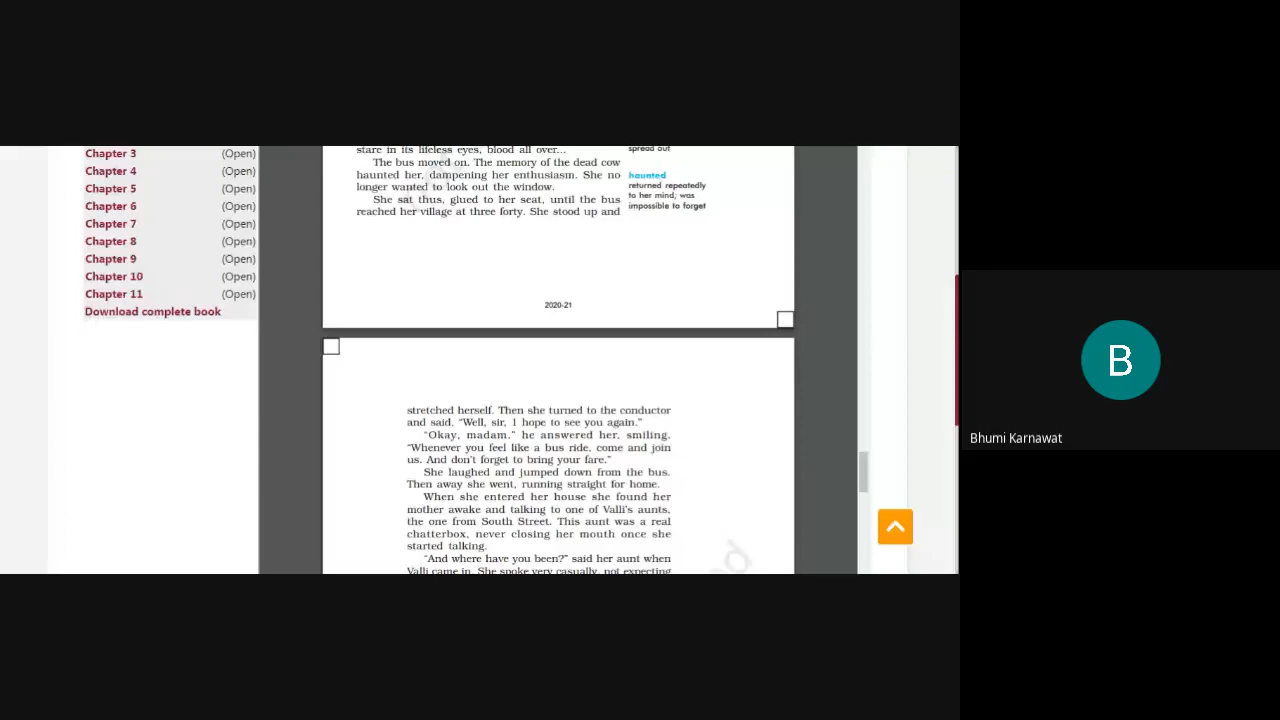 Chapter 3 (Open)
Chapter 4 (Open)
Chapter 5 (Open)
Chapter 6 (Open)
Chapter 7 (Open)
Chapter 8 (Open)
Chapter 9 (Open)
Chapter 10 (Open)
Chapter 11 (Open)
Download complete book
stare in its lifeless eyes, blood all over...
The bus moved on. The memory of the dead cow
haunted her, dampening her enthusiasm. She no
longer wanted to look out the window.
She sat thus, glued to her seat, until the bus
reached her village at three forty. She stood up and
spread out
haunted
returned repeatedly
to her mind; was
impossible to forget
2020-21
stretched herself. Then she turned to the conductor
and said, “Well, sir, I hope to see you again.”
“Okay, madam,” he answered her, smiling.
“Whenever you feel like a bus ride, come and join
us. And don’t forget to bring your fare.”
She laughed and jumped down from the bus.
Then away she went, running straight for home.
When she entered her house she found her
mother awake and talking to one of Valli’s aunts,
the one from South Street. This aunt was a real
chatterbox, never closing her mouth once she
started talking.
“And where have you been?” said her aunt when
Valli came in. She spoke very casually, not expecting
B
Bhumi Karnawat